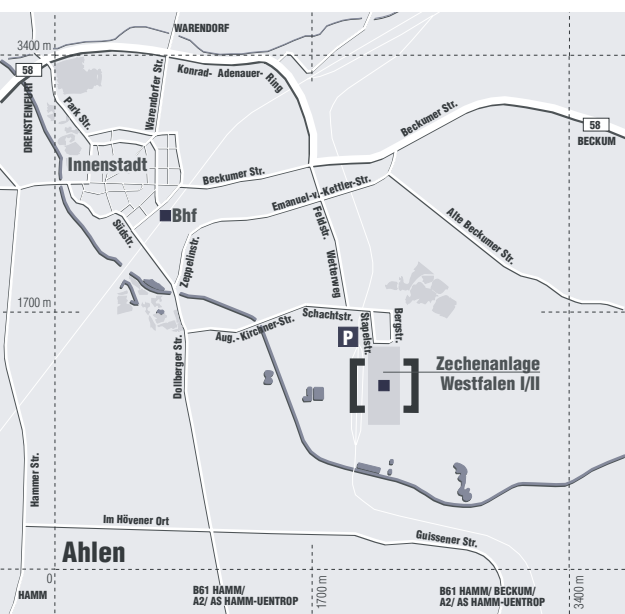 WARENDORF
3400 m
58
Konrad- Adenauer- Ring
DRENSTEINFURT
Park Str.
Warendorfer Str.
Beckumer Str.
58
BECKUM
Innenstadt
Beckumer Str.
Emanuel-v.-Kettler-Str.
Bhf
Südstr.
Zeppelinstr.
Feldstr.
Wetterweg
Alte Beckumer Str.
1700 m
Schachtstr.
Aug.-Kirchner-Str.
P
Stapelstr.
Bergstr.
Dollberger Str.
Zechenanlage
Westfalen I/II
Hammer Str.
Im Hövener Ort
Guissener Str.
Ahlen
0
HAMM
B61 HAMM/
A2/ AS HAMM-UENTROP
1700 m
B61 HAMM/ BECKUM/
A2/ AS HAMM-UENTROP
3400 m